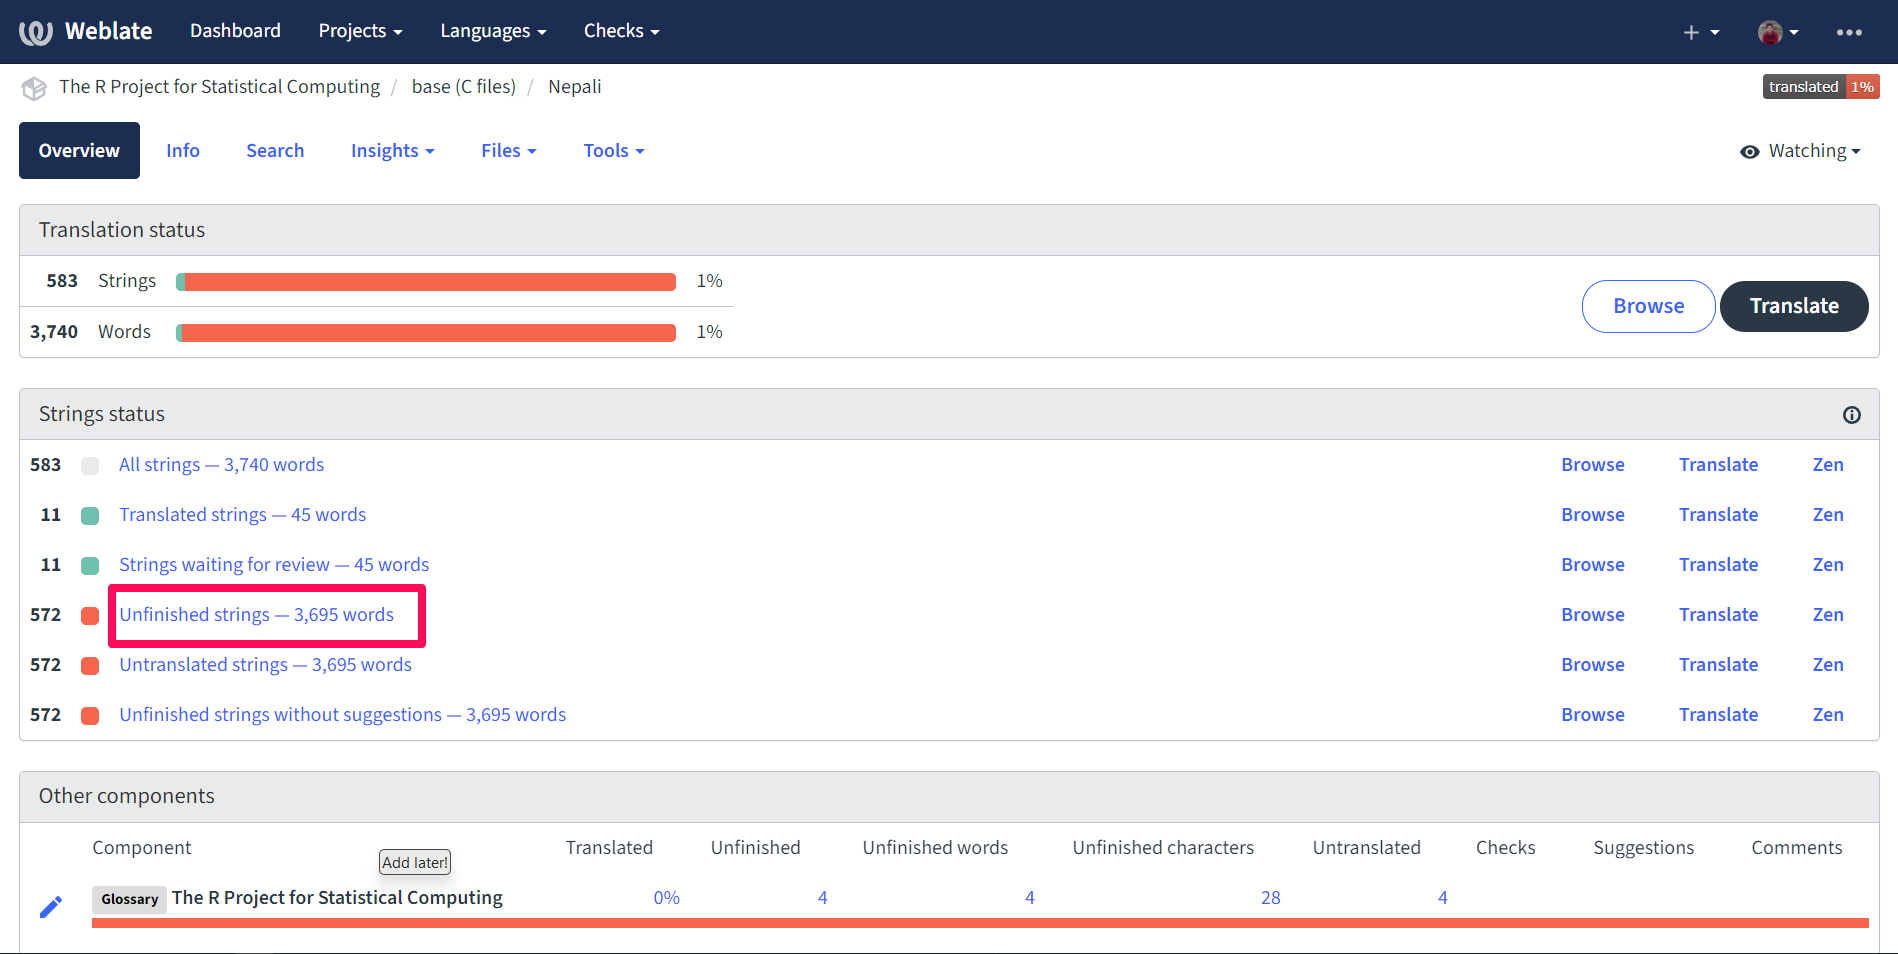 Weblate Dashboard Projects Languages Checks
The R Project for Statistical Computing / base (C files) / Nepali translated 1%
Overview Info Search Insights Files Tools Watching
Translation status
583 Strings 1%
3,740 Words 1%
Browse Translate
Strings status
583 All strings — 3,740 words Browse Translate Zen
11 Translated strings — 45 words Browse Translate Zen
11 Strings waiting for review — 45 words Browse Translate Zen
572 Unfinished strings — 3,695 words Browse Translate Zen
572 Untranslated strings — 3,695 words Browse Translate Zen
572 Unfinished strings without suggestions — 3,695 words Browse Translate Zen
Other components
Component Translated Unfinished Unfinished words Unfinished characters Untranslated Checks Suggestions Comments
Add later!
Glossary The R Project for Statistical Computing 0% 4 4 28 4